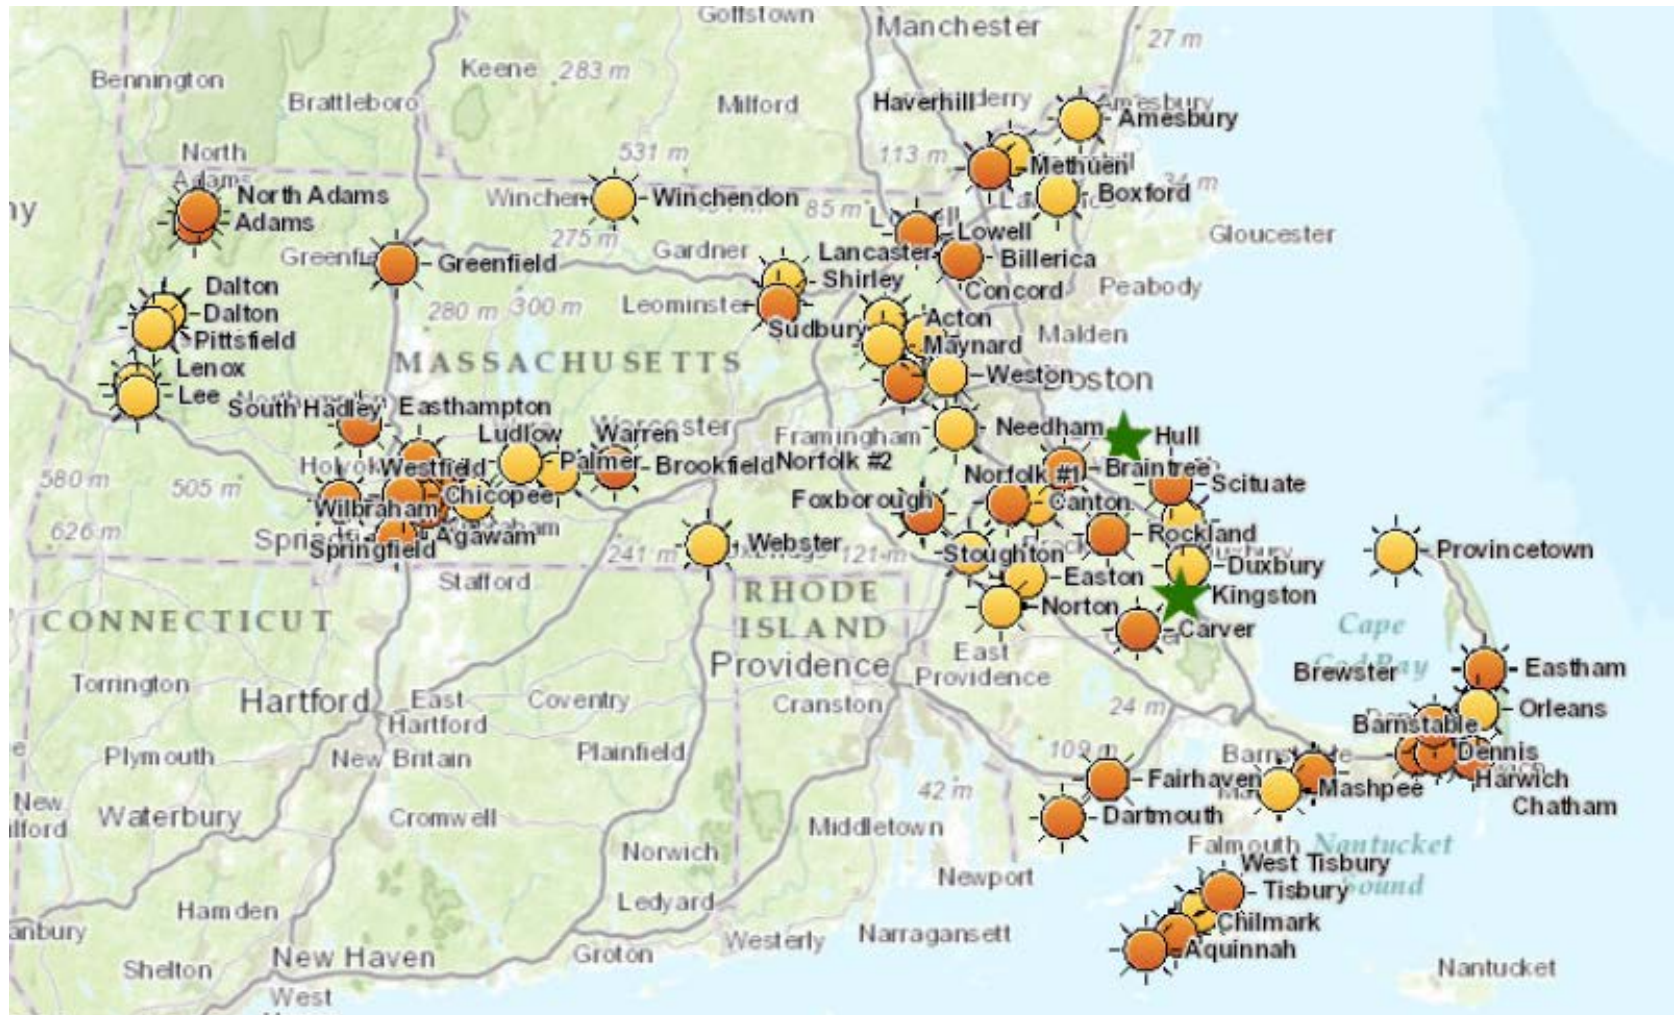 Goffstown
Manchester
27 m
Bennington
Keene
283 m
Brattleboro
Milford
Haverhill
Amesbury
Amesbury
North
Adams
531 m
113 m
Methuen
34 m
North Adams
Winchendon
85 m
Boxford
Adams
275 m
Lowell
Gloucester
Greenfield
Gardner
Lancaster
Billerica
Shirley
Concord
Peabody
Dalton
Dalton
280 m
300 m
Leominster
Sudbury
Acton
Malden
Pittsfield
MASSACHUSETTS
Maynard
Lenox
Weston
Boston
Lee
South Hadley
Easthampton
Worcester
Framingham
Needham
Hull
Ludlow
Warren
580 m
505 m
Westfield
Palmer
Brookfield
Norfolk #2
Norfolk #1
Braintree
Scituate
Chicopee
Foxborough
Canton
Wilbraham
626 m
Agawam
Springfield
241 m
Webster
121 m
Stoughton
Rockland
Provincetown
Duxbury
Stafford
RHODE
ISLAND
Easton
CONNECTICUT
Norton
Kingston
Carver
Cape
Cod Bay
Providence
East
Providence
Brewster
Eastham
Torrington
Hartford
East
Hartford
Coventry
Cranston
24 m
Orleans
Barnstable
Plymouth
New Britain
Plainfield
109 m
Dennis
Harwich
Fairhaven
Mashpee
42 m
Chatham
New
Waterbury
Cromwell
Middletown
Dartmouth
Norwich
Falmouth
Nantucket
Sound
West Tisbury
Newport
Tisbury
Hamden
Ledyard
Chilmark
Westerly
Narragansett
Aquinnah
Shelton
New Haven
Groton
Nantucket
West